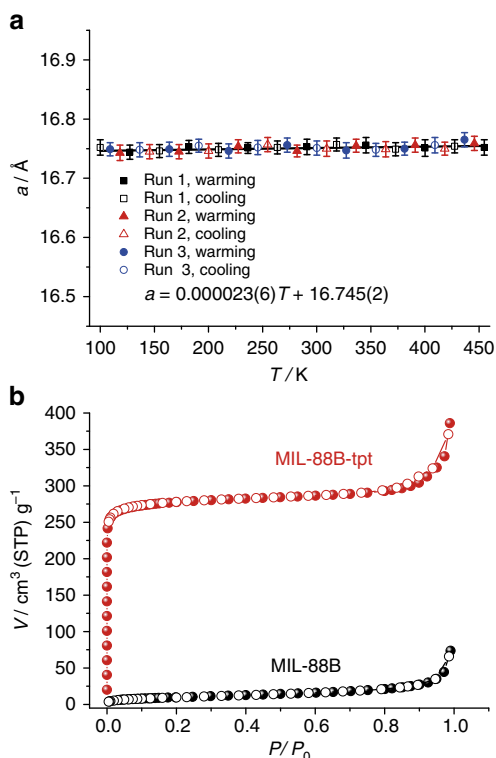 a
16.9
16.8
16.7
16.6
16.5
a / Å
Run 1, warming
Run 1, cooling
Run 2, warming
Run 2, cooling
Run 3, warming
Run 3, cooling
a = 0.000023(6)T + 16.745(2)
100 150 200 250 300 350 400 450
T / K
b
400
350
300
250
200
150
100
50
0
V / cm³ (STP) g⁻¹
MIL-88B-tpt
MIL-88B
0.0 0.2 0.4 0.6 0.8 1.0
P/ P₀